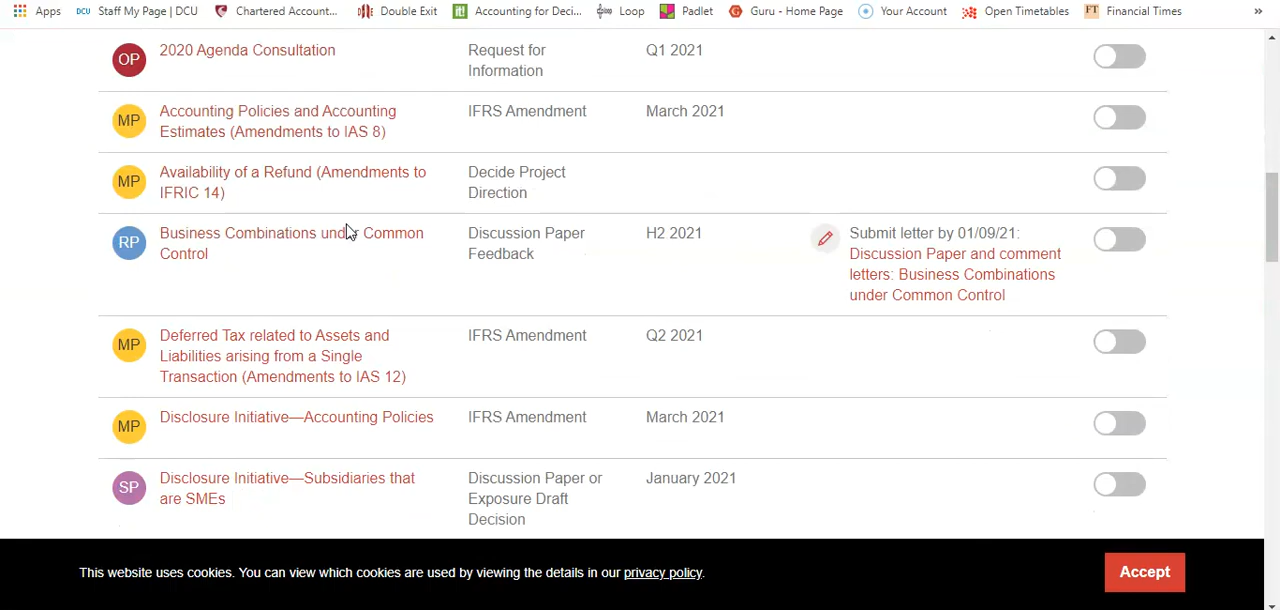 Apps DCU Staff My Page | DCU Chartered Account... Double Exit it! Accounting for Deci... Loop Padlet Guru - Home Page Your Account Open Timetables FT Financial Times »
OP 2020 Agenda Consultation Request for Q1 2021
Information
MP Accounting Policies and Accounting IFRS Amendment March 2021
Estimates (Amendments to IAS 8)
MP Availability of a Refund (Amendments to Decide Project
IFRIC 14) Direction
RP Business Combinations under Common Discussion Paper H2 2021 Submit letter by 01/09/21:
Control Feedback Discussion Paper and comment
letters: Business Combinations
under Common Control
MP Deferred Tax related to Assets and IFRS Amendment Q2 2021
Liabilities arising from a Single
Transaction (Amendments to IAS 12)
MP Disclosure Initiative—Accounting Policies IFRS Amendment March 2021
SP Disclosure Initiative—Subsidiaries that Discussion Paper or January 2021
are SMEs Exposure Draft
Decision
This website uses cookies. You can view which cookies are used by viewing the details in our privacy policy. Accept